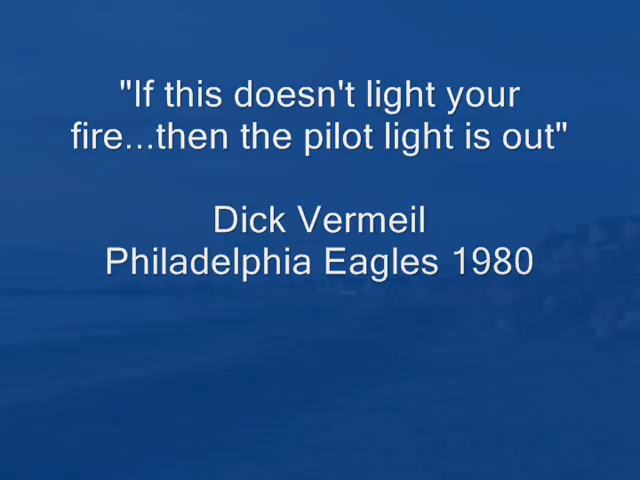 "If this doesn't light your
fire...then the pilot light is out"
Dick Vermeil
Philadelphia Eagles 1980